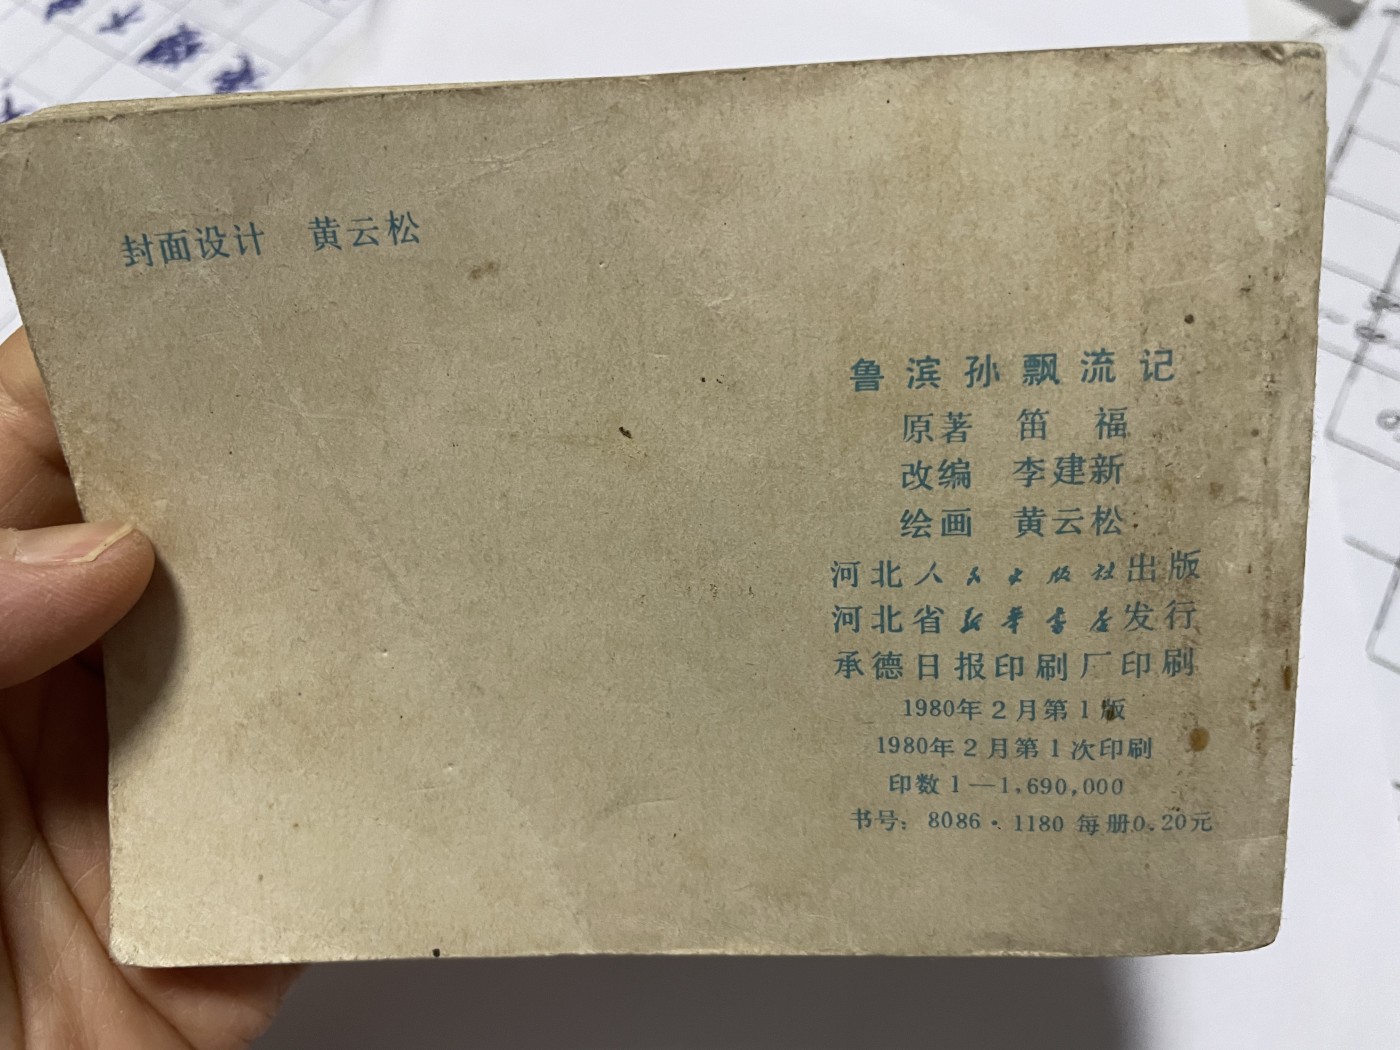 封面设计　黄云松
鲁滨孙飘流记
原著　笛　福
改编　李建新
绘画　黄云松
河北人民出版社出版
河北省新华书店发行
承德日报印刷厂印刷
1980年2月第1版
1980年2月第1次印刷
印数1—1,690,000
书号：8086·1180 每册0.20元